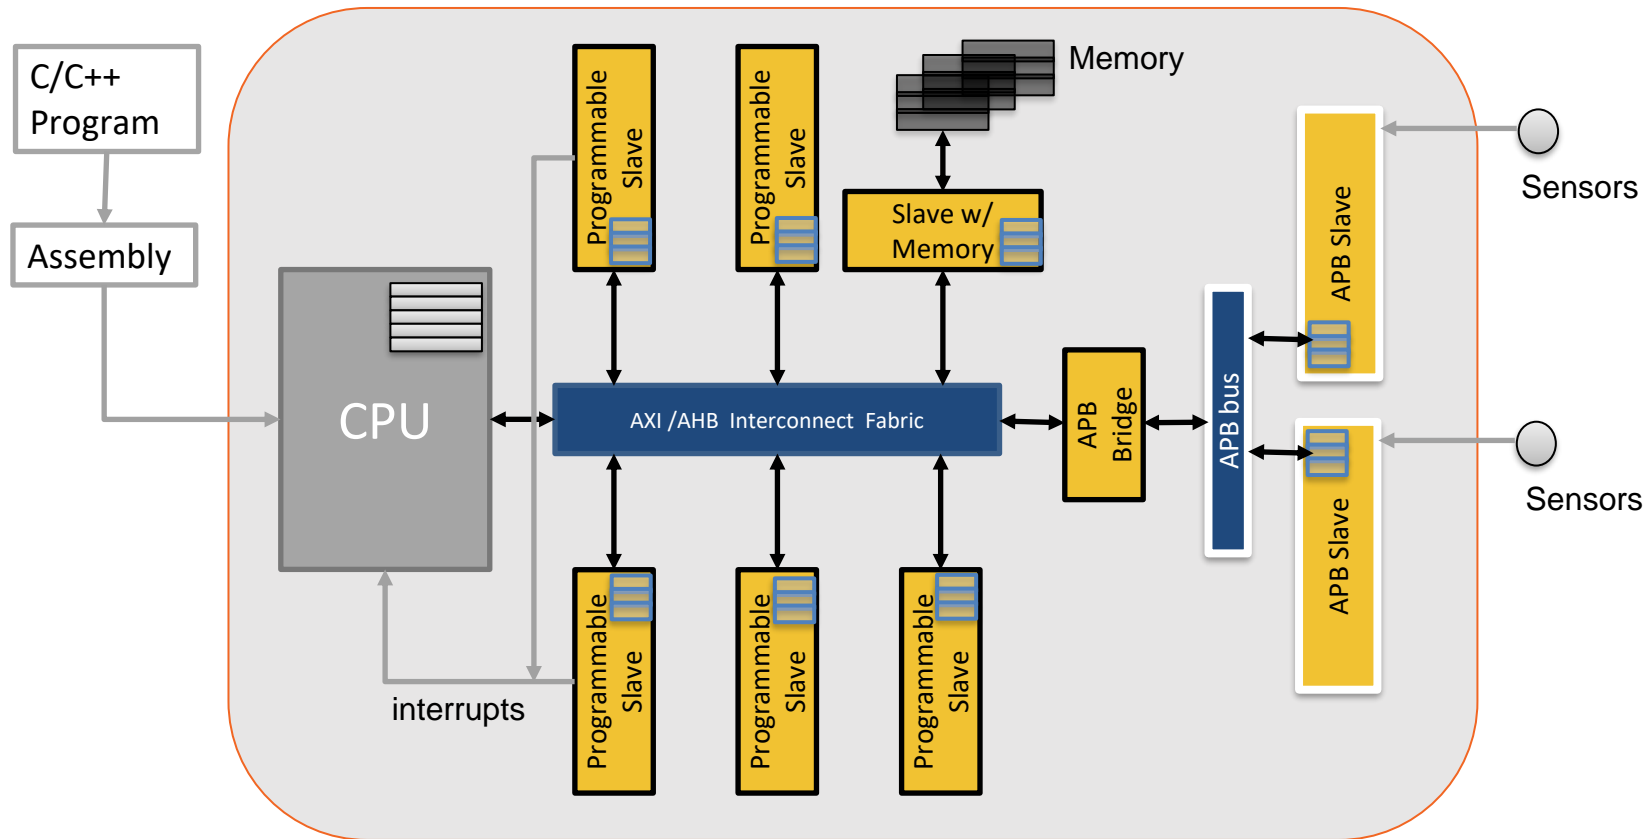 C/C++
Program
Assembly
CPU
Programmable
Slave
Programmable
Slave
Memory
Slave w/
Memory
AXI /AHB Interconnect Fabric
APB
Bridge
APB bus
APB Slave
APB Slave
Sensors
Sensors
interrupts
Programmable
Slave
Programmable
Slave
Programmable
Slave